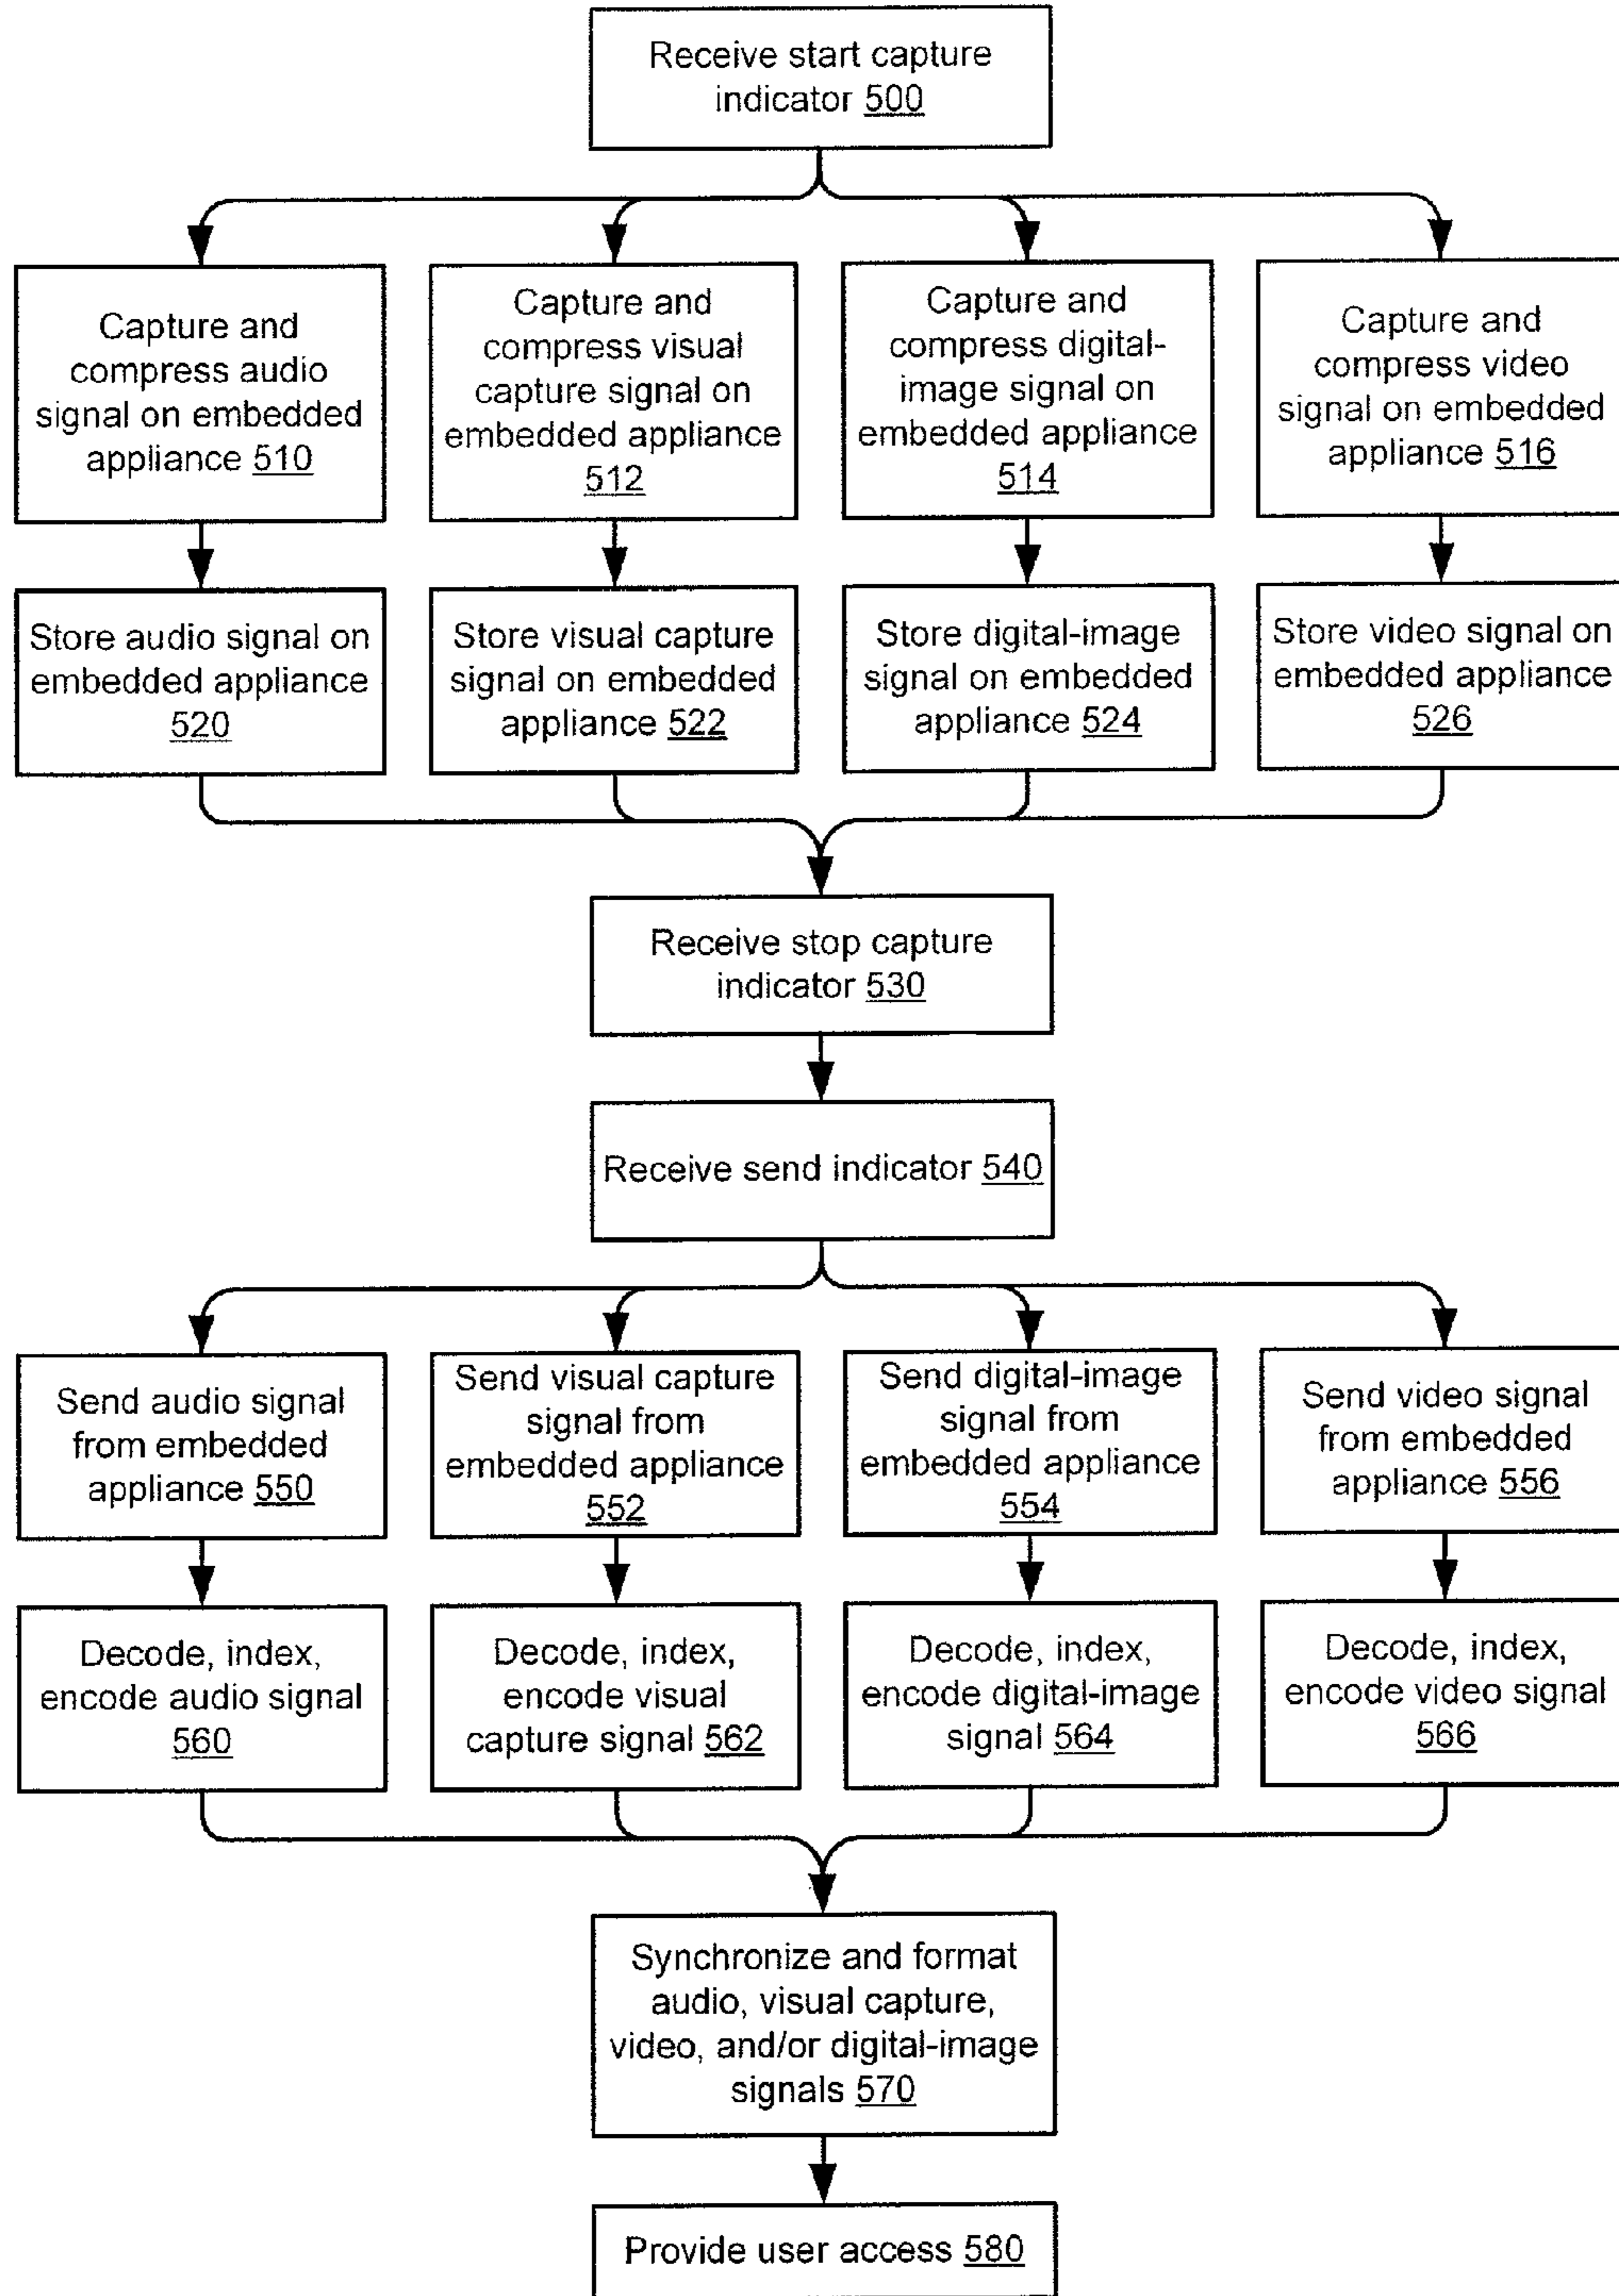 Receive start capture
indicator 500
Capture and
compress audio
signal on embedded
appliance 510
Capture and
compress visual
capture signal on
embedded appliance
512
Capture and
compress digital-
image signal on
embedded appliance
514
Capture and
compress video
signal on embedded
appliance 516
Store audio signal on
embedded appliance
520
Store visual capture
signal on embedded
appliance 522
Store digital-image
signal on embedded
appliance 524
Store video signal on
embedded appliance
526
Receive stop capture
indicator 530
Receive send indicator 540
Send audio signal
from embedded
appliance 550
Send visual capture
signal from
embedded appliance
552
Send digital-image
signal from
embedded appliance
554
Send video signal
from embedded
appliance 556
Decode, index,
encode audio signal
560
Decode, index,
encode visual
capture signal 562
Decode, index,
encode digital-image
signal 564
Decode, index,
encode video signal
566
Synchronize and format
audio, visual capture,
video, and/or digital-image
signals 570
Provide user access 580